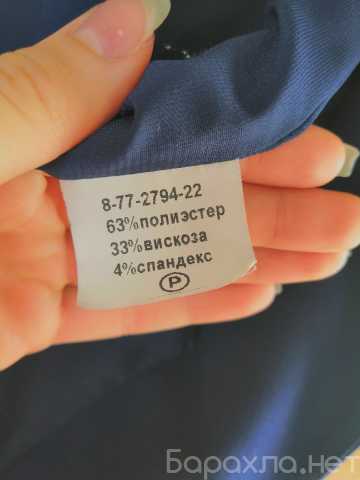 8-77-2794-22
63%полиэстер
33%вискоза
4%спандекс
P
Барахла.нет